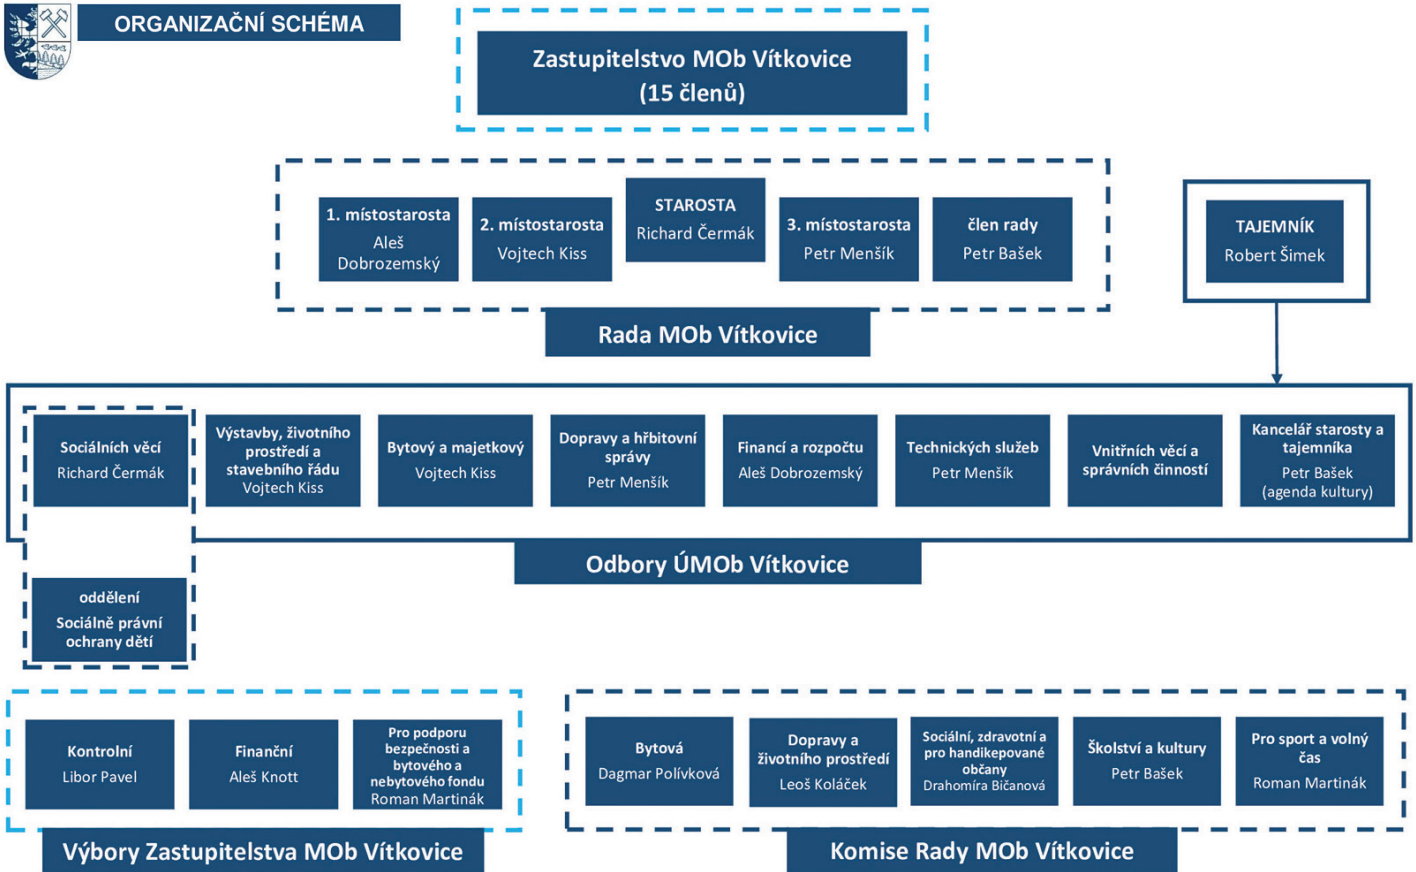 ORGANIZAČNÍ SCHÉMA
Zastupitelstvo MOb Vítkovice
(15 členů)
1. místostarosta
Aleš
Dobrozemský
2. místostarosta
Vojtech Kiss
STAROSTA
Richard Čermák
3. místostarosta
Petr Menšík
člen rady
Petr Bašek
TAJEMNÍK
Robert Šimek
Rada MOb Vítkovice
Sociálních věcí
Richard Čermák
Výstavby, životního
prostředí a
stavebního řádu
Vojtech Kiss
Bytový a majetkový
Vojtech Kiss
Dopravy a hřbitovní
správy
Petr Menšík
Financí a rozpočtu
Aleš Dobrozemský
Technických služeb
Petr Menšík
Vnitřních věcí a
správních činností
Kancelář starosty a
tajemníka
Petr Bašek
(agenda kultury)
Odbory ÚMOb Vítkovice
oddělení
Sociálně právní
ochrany dětí
Kontrolní
Libor Pavel
Finanční
Aleš Knott
Pro podporu
bezpečnosti a
bytového a
nebytového fondu
Roman Martinák
Výbory Zastupitelstva MOb Vítkovice
Bytová
Dagmar Polívková
Dopravy a
životního prostředí
Leoš Koláček
Sociální, zdravotní a
pro handikepované
občany
Drahomíra Bičanová
Školství a kultury
Petr Bašek
Pro sport a volný
čas
Roman Martinák
Komise Rady MOb Vítkovice